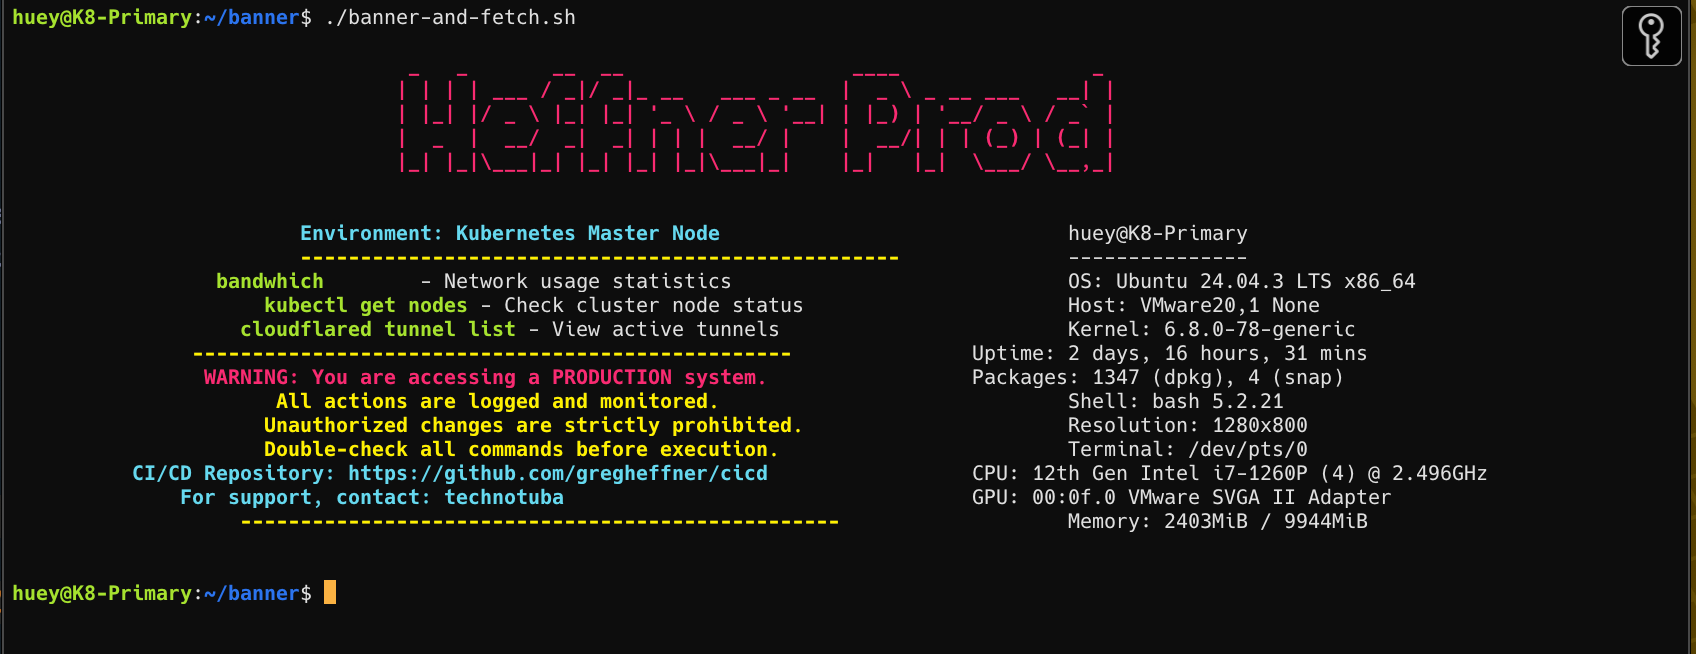 huey@K8-Primary:~/banner$ ./banner-and-fetch.sh
Heffner Prod
Environment: Kubernetes Master Node huey@K8-Primary
-------------------------------------------------- ---------------
bandwhich - Network usage statistics OS: Ubuntu 24.04.3 LTS x86_64
kubectl get nodes - Check cluster node status Host: VMware20,1 None
cloudflared tunnel list - View active tunnels Kernel: 6.8.0-78-generic
-------------------------------------------------- Uptime: 2 days, 16 hours, 31 mins
WARNING: You are accessing a PRODUCTION system. Packages: 1347 (dpkg), 4 (snap)
All actions are logged and monitored. Shell: bash 5.2.21
Unauthorized changes are strictly prohibited. Resolution: 1280x800
Double-check all commands before execution. Terminal: /dev/pts/0
CI/CD Repository: https://github.com/gregheffner/cicd CPU: 12th Gen Intel i7-1260P (4) @ 2.496GHz
For support, contact: technotuba GPU: 00:0f.0 VMware SVGA II Adapter
-------------------------------------------------- Memory: 2403MiB / 9944MiB
huey@K8-Primary:~/banner$